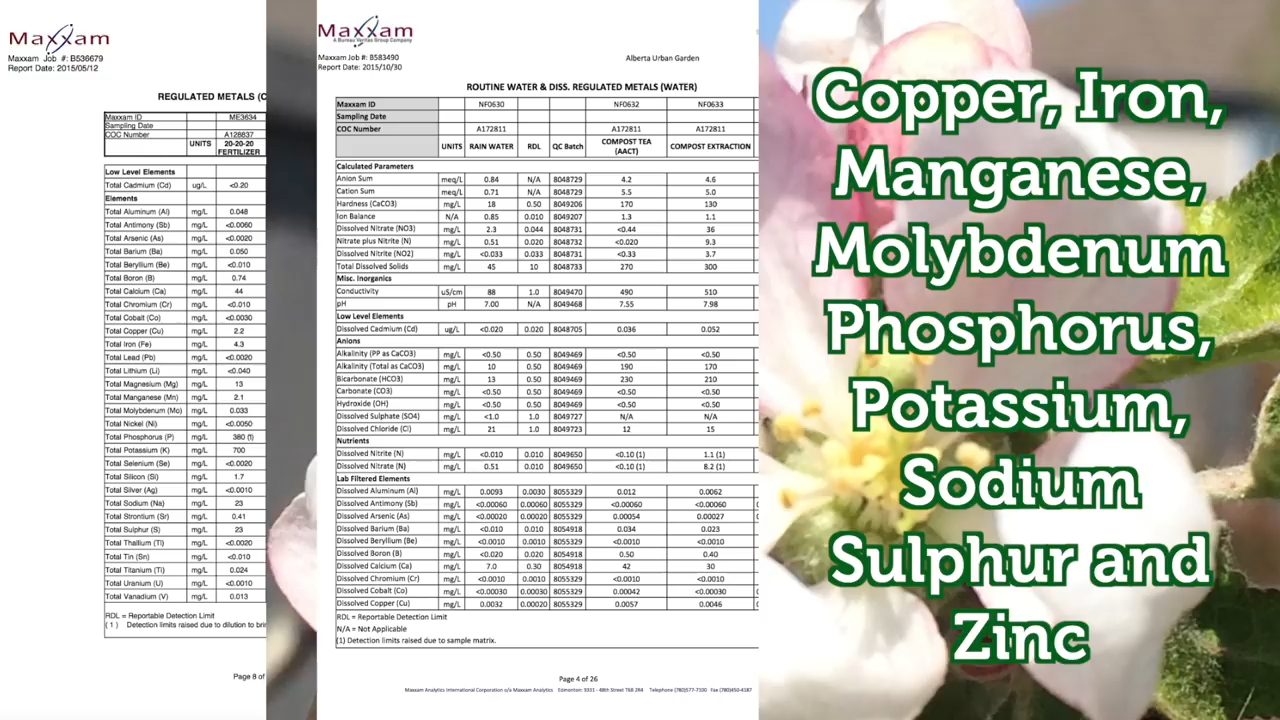 Maxxam
Maxxam Job #: B536679
Report Date: 2015/05/12
REGULATED METALS (C
Maxxam ID ME3634
Sampling Date
COC Number A128837
UNITS 20-20-20 FERTILIZER
Low Level Elements
Total Cadmium (Cd) ug/L <0.20
Elements
Total Aluminum (Al) mg/L 0.048
Total Antimony (Sb) mg/L <0.0060
Total Arsenic (As) mg/L <0.0020
Total Barium (Ba) mg/L 0.050
Total Beryllium (Be) mg/L <0.010
Total Boron (B) mg/L 0.74
Total Calcium (Ca) mg/L 44
Total Chromium (Cr) mg/L <0.010
Total Cobalt (Co) mg/L <0.0030
Total Copper (Cu) mg/L 2.2
Total Iron (Fe) mg/L 4.3
Total Lead (Pb) mg/L <0.0020
Total Lithium (Li) mg/L <0.040
Total Magnesium (Mg) mg/L 13
Total Manganese (Mn) mg/L 2.1
Total Molybdenum (Mo) mg/L 0.033
Total Nickel (Ni) mg/L <0.0050
Total Phosphorus (P) mg/L 380 (1)
Total Potassium (K) mg/L 700
Total Selenium (Se) mg/L <0.0020
Total Silicon (Si) mg/L 1.7
Total Silver (Ag) mg/L <0.0010
Total Sodium (Na) mg/L 23
Total Strontium (Sr) mg/L 0.41
Total Sulphur (S) mg/L 23
Total Thallium (Tl) mg/L <0.0020
Total Tin (Sn) mg/L <0.010
Total Titanium (Ti) mg/L 0.024
Total Uranium (U) mg/L <0.0010
Total Vanadium (V) mg/L 0.013
RDL = Reportable Detection Limit
( 1 ) Detection limits raised due to dilution to brin
Page 8 of
Maxxam
A Bureau Veritas Group Company
Maxxam Job #: B583490
Report Date: 2015/10/30
Alberta Urban Garden
ROUTINE WATER & DISS. REGULATED METALS (WATER)
Maxxam ID NF0630 NF0632 NF0633
Sampling Date
COC Number A172811 A172811 A172811
UNITS RAIN WATER RDL QC Batch COMPOST TEA (AACT) COMPOST EXTRACTION
Calculated Parameters
Anion Sum meq/L 0.84 N/A 8048729 4.2 4.6
Cation Sum meq/L 0.71 N/A 8048729 5.5 5.0
Hardness (CaCO3) mg/L 18 0.50 8049206 170 130
Ion Balance N/A 0.85 0.010 8049207 1.3 1.1
Dissolved Nitrate (NO3) mg/L 2.3 0.044 8048731 <0.44 36
Nitrate plus Nitrite (N) mg/L 0.51 0.020 8048732 <0.020 9.3
Dissolved Nitrite (NO2) mg/L <0.033 0.033 8048731 <0.33 3.7
Total Dissolved Solids mg/L 45 10 8048733 270 300
Misc. Inorganics
Conductivity uS/cm 88 1.0 8049470 490 510
pH pH 7.00 N/A 8049468 7.55 7.98
Low Level Elements
Dissolved Cadmium (Cd) ug/L <0.020 0.020 8048705 0.036 0.052
Anions
Alkalinity (PP as CaCO3) mg/L <0.50 0.50 8049469 <0.50 <0.50
Alkalinity (Total as CaCO3) mg/L 10 0.50 8049469 190 170
Bicarbonate (HCO3) mg/L 13 0.50 8049469 230 210
Carbonate (CO3) mg/L <0.50 0.50 8049469 <0.50 <0.50
Hydroxide (OH) mg/L <0.50 0.50 8049469 <0.50 <0.50
Dissolved Sulphate (SO4) mg/L <1.0 1.0 8049727 N/A N/A
Dissolved Chloride (Cl) mg/L 21 1.0 8049723 12 15
Nutrients
Dissolved Nitrite (N) mg/L <0.010 0.010 8049650 <0.10 (1) 1.1 (1)
Dissolved Nitrate (N) mg/L 0.51 0.010 8049650 <0.10 (1) 8.2 (1)
Lab Filtered Elements
Dissolved Aluminum (Al) mg/L 0.0093 0.0030 8055329 0.012 0.0062
Dissolved Antimony (Sb) mg/L <0.00060 0.00060 8055329 <0.00060 <0.00060
Dissolved Arsenic (As) mg/L <0.00020 0.00020 8055329 0.00054 0.00027
Dissolved Barium (Ba) mg/L <0.010 0.010 8054918 0.034 0.023
Dissolved Beryllium (Be) mg/L <0.0010 0.0010 8055329 <0.0010 <0.0010
Dissolved Boron (B) mg/L <0.020 0.020 8054918 0.50 0.40
Dissolved Calcium (Ca) mg/L 7.0 0.30 8054918 42 30
Dissolved Chromium (Cr) mg/L <0.0010 0.0010 8055329 <0.0010 <0.0010
Dissolved Cobalt (Co) mg/L <0.00030 0.00030 8055329 0.00042 <0.00030
Dissolved Copper (Cu) mg/L 0.0032 0.00020 8055329 0.0057 0.0046
RDL = Reportable Detection Limit
N/A = Not Applicable
(1) Detection limits raised due to sample matrix.
Page 4 of 26
Maxxam Analytics International Corporation o/a Maxxam Analytics Edmonton: 9331 - 48th Street T6B 2R4 Telephone (780)577-7100 Fax (780)450-4187
Copper, Iron,
Manganese,
Molybdenum
Phosphorus,
Potassium,
Sodium
Sulphur and
Zinc